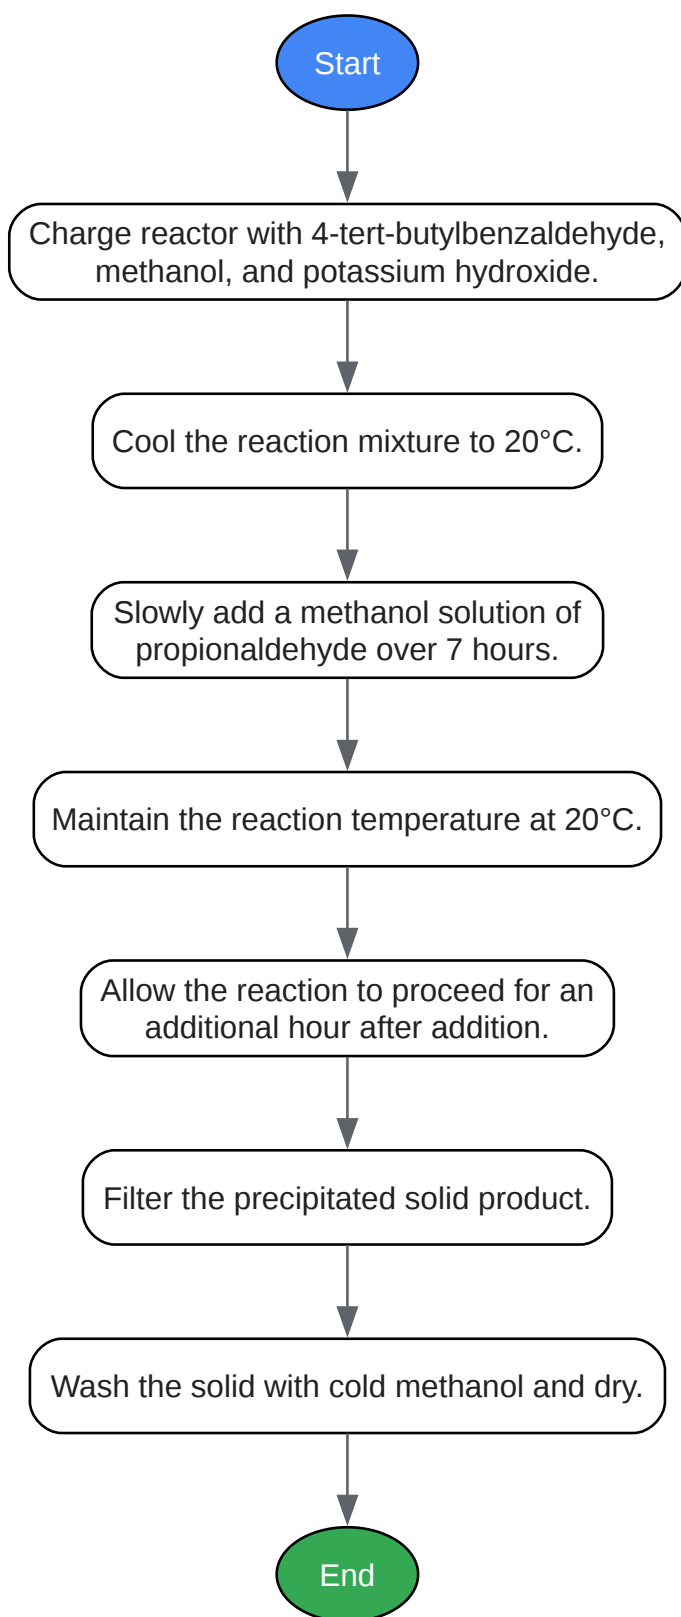 Start
Charge reactor with 4-tert-butylbenzaldehyde,
methanol, and potassium hydroxide.
Cool the reaction mixture to 20°C.
Slowly add a methanol solution of
propionaldehyde over 7 hours.
Maintain the reaction temperature at 20°C.
Allow the reaction to proceed for an
additional hour after addition.
Filter the precipitated solid product.
Wash the solid with cold methanol and dry.
End